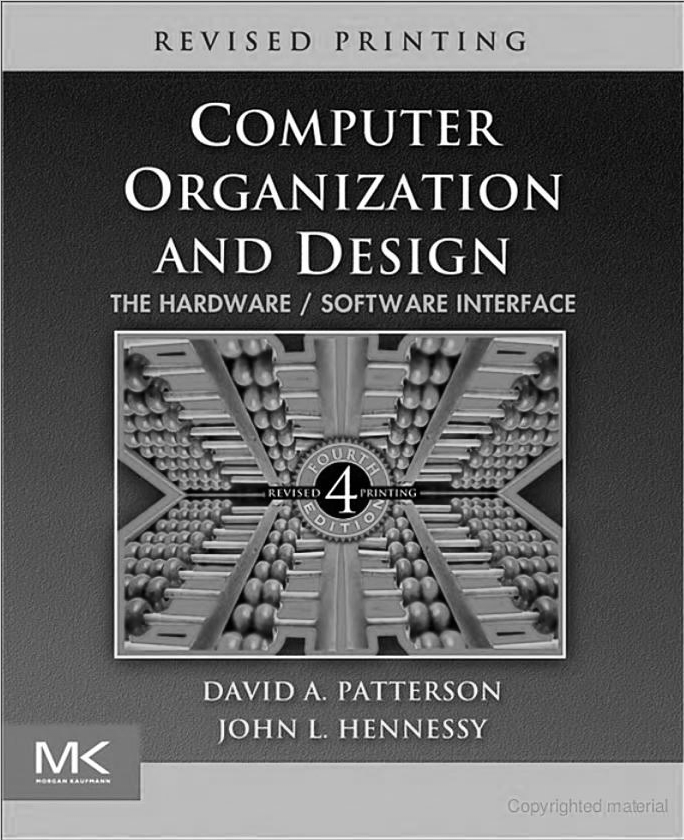 REVISED PRINTING
COMPUTER
ORGANIZATION
AND DESIGN
THE HARDWARE / SOFTWARE INTERFACE
FOURTH
REVISED 4 PRINTING
EDITION
DAVID A. PATTERSON
JOHN L. HENNESSY
MK
MORGAN KAUFMANN
Copyrighted material